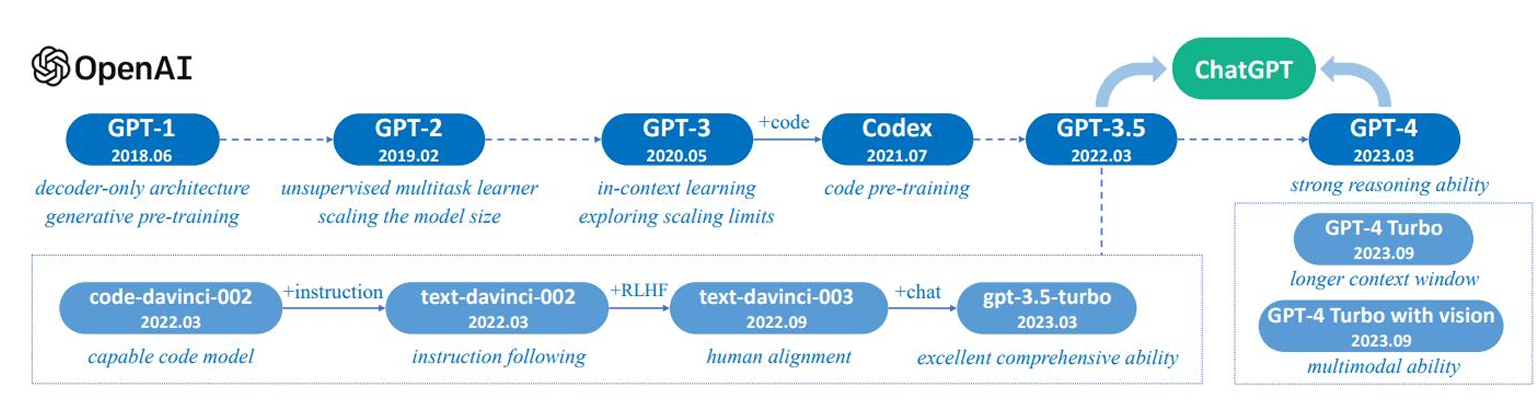 OpenAI
ChatGPT
GPT-1
2018.06
decoder-only architecture
generative pre-training
GPT-2
2019.02
unsupervised multitask learner
scaling the model size
GPT-3
2020.05
in-context learning
exploring scaling limits
+code
Codex
2021.07
code pre-training
GPT-3.5
2022.03
GPT-4
2023.03
strong reasoning ability
GPT-4 Turbo
2023.09
longer context window
GPT-4 Turbo with vision
2023.09
multimodal ability
code-davinci-002
2022.03
capable code model
+instruction
text-davinci-002
2022.03
instruction following
+RLHF
text-davinci-003
2022.09
human alignment
+chat
gpt-3.5-turbo
2023.03
excellent comprehensive ability